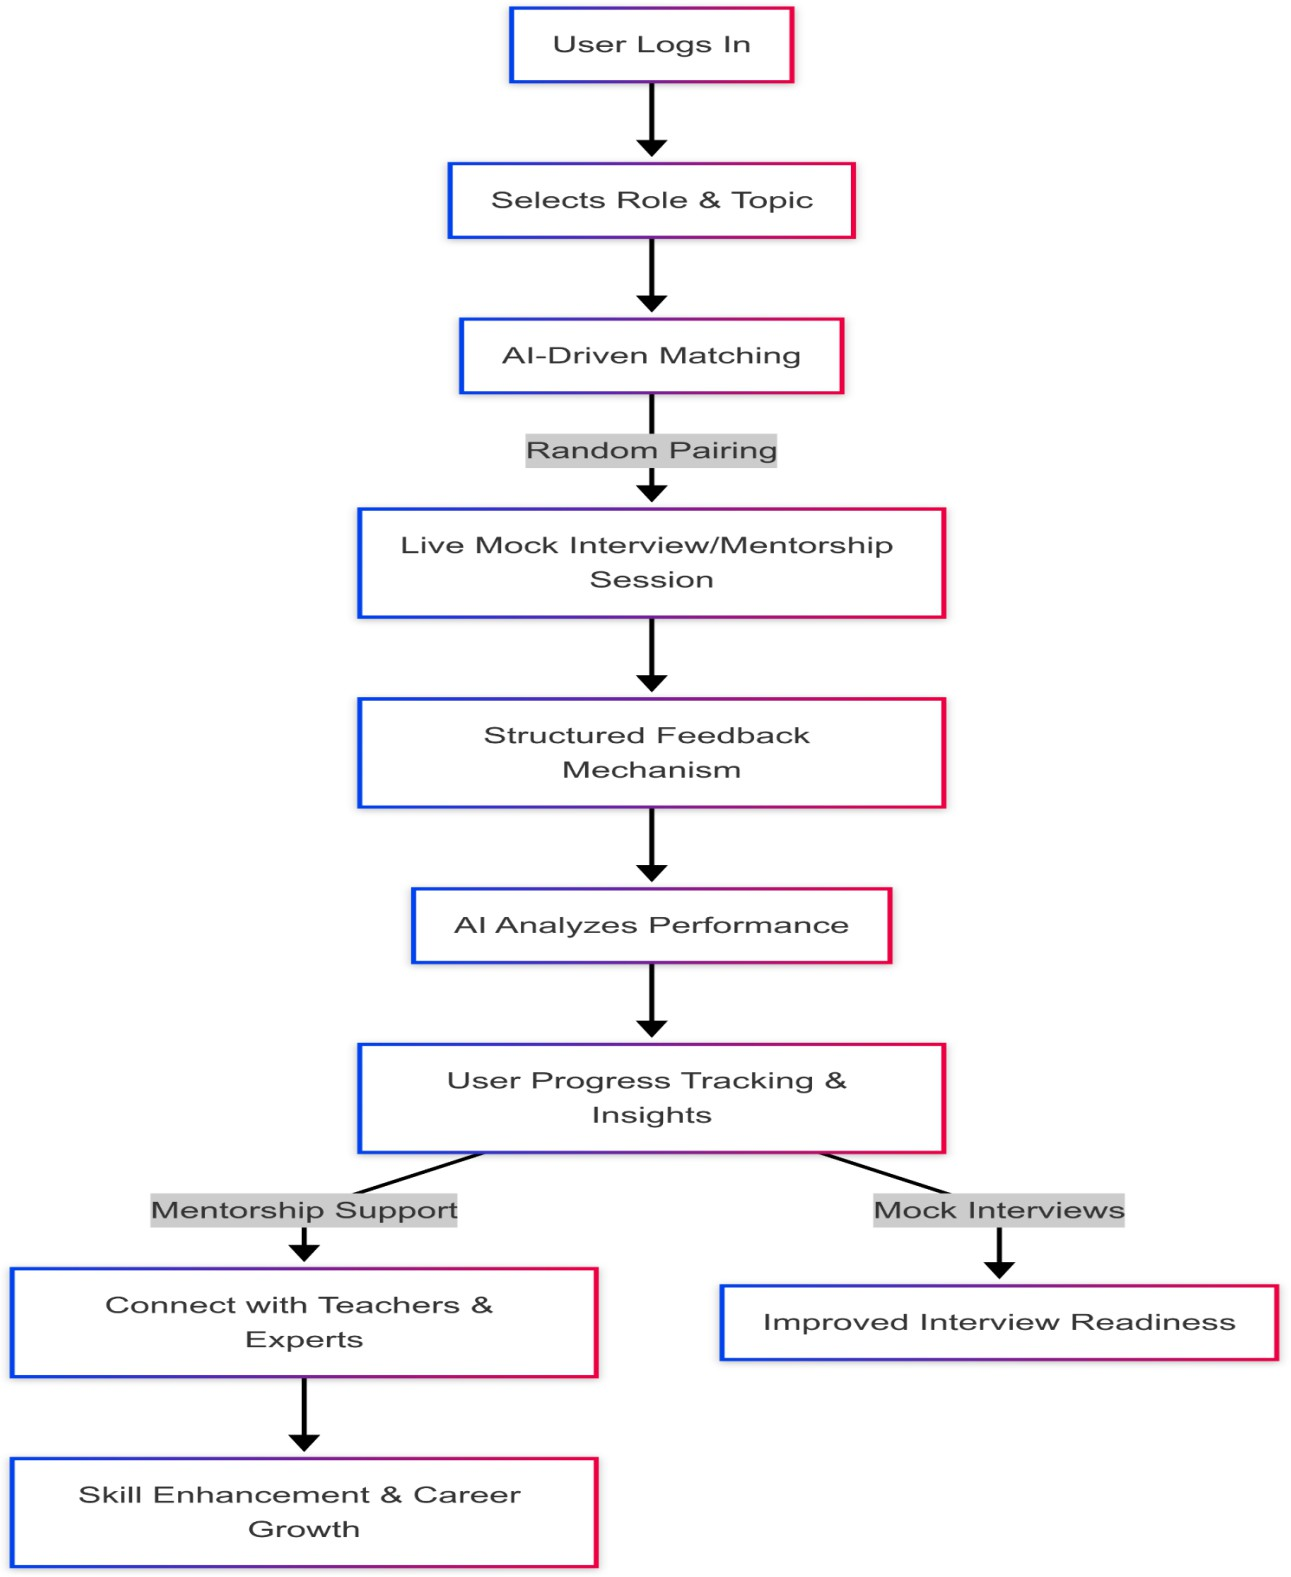 User Logs In
Selects Role & Topic
AI-Driven Matching
Random Pairing
Live Mock Interview/Mentorship
Session
Structured Feedback
Mechanism
AI Analyzes Performance
User Progress Tracking &
Insights
Mentorship Support
Mock Interviews
Connect with Teachers &
Experts
Improved Interview Readiness
Skill Enhancement & Career
Growth